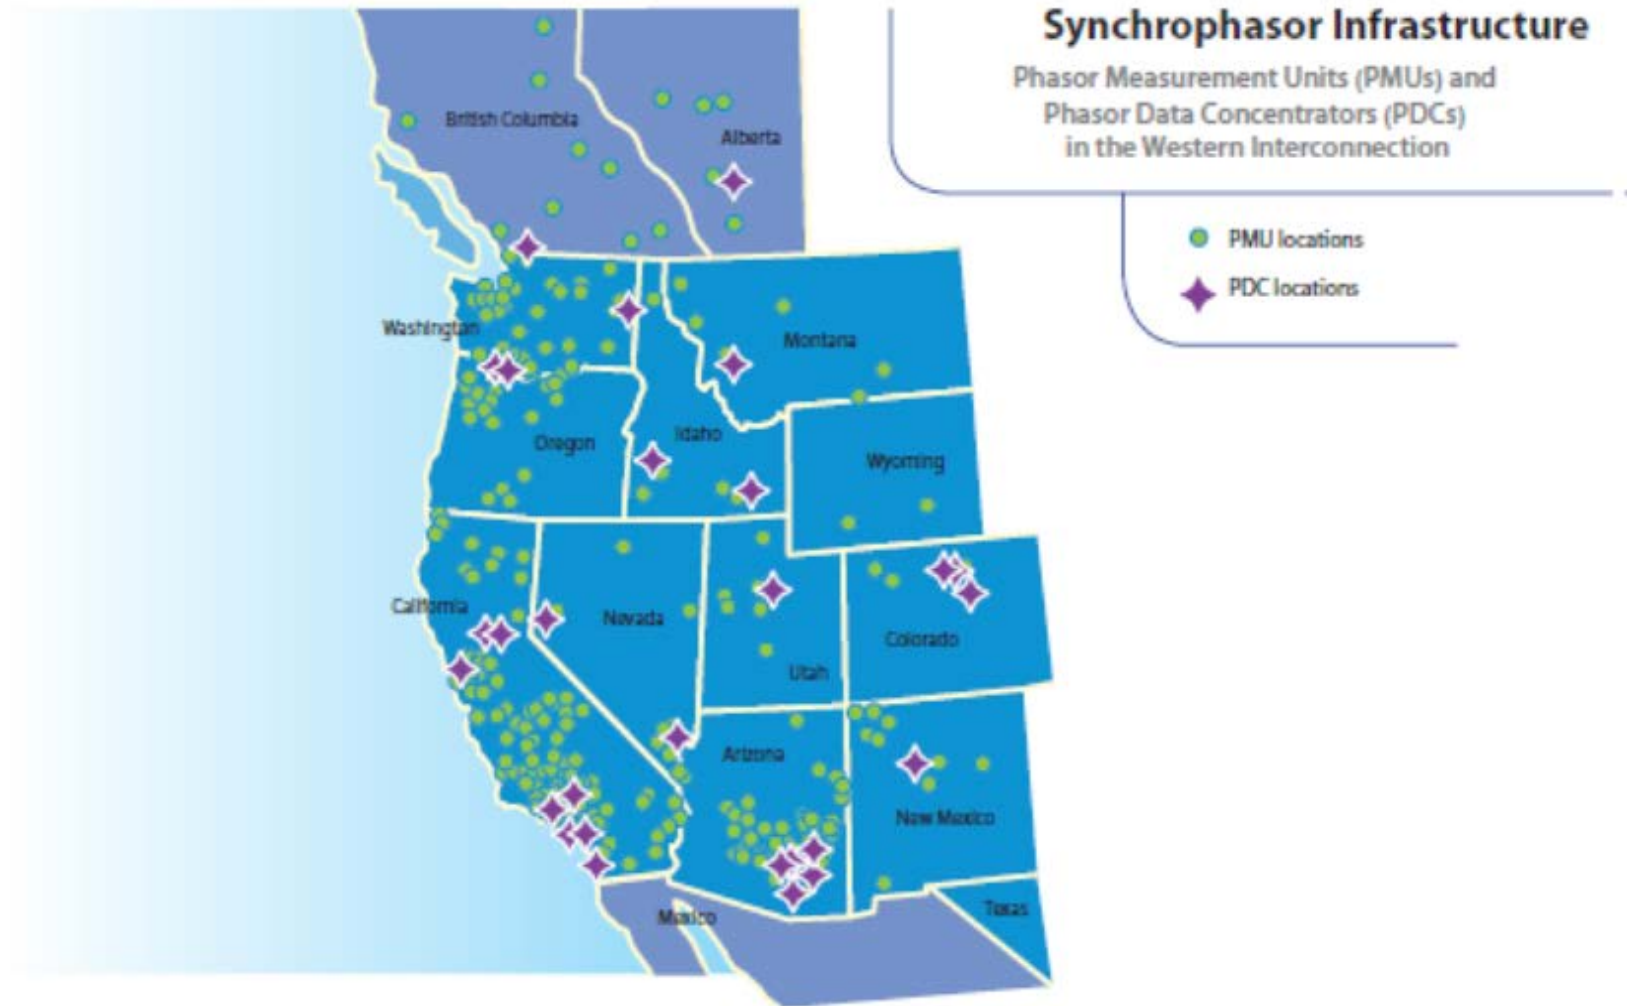 Synchrophasor Infrastructure
Phasor Measurement Units (PMUs) and
Phasor Data Concentrators (PDCs)
in the Western Interconnection
PMU locations
PDC locations
British Columbia
Alberta
Washington
Montana
Oregon
Idaho
Wyoming
California
Nevada
Utah
Colorado
Arizona
New Mexico
Mexico
Texas